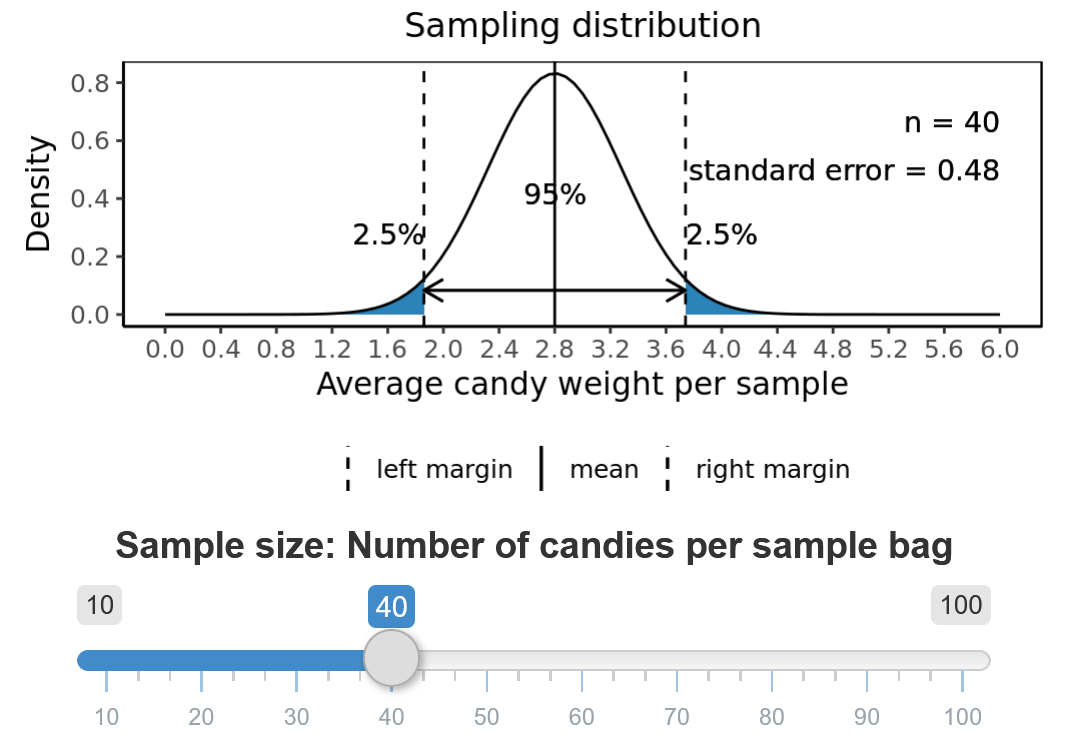 Sampling distribution
0.8
0.6
0.4
0.2
0.0
Density
n = 40
standard error = 0.48
95%
2.5% 2.5%
0.0 0.4 0.8 1.2 1.6 2.0 2.4 2.8 3.2 3.6 4.0 4.4 4.8 5.2 5.6 6.0
Average candy weight per sample
left margin mean right margin
Sample size: Number of candies per sample bag
10 40 100
10 20 30 40 50 60 70 80 90 100